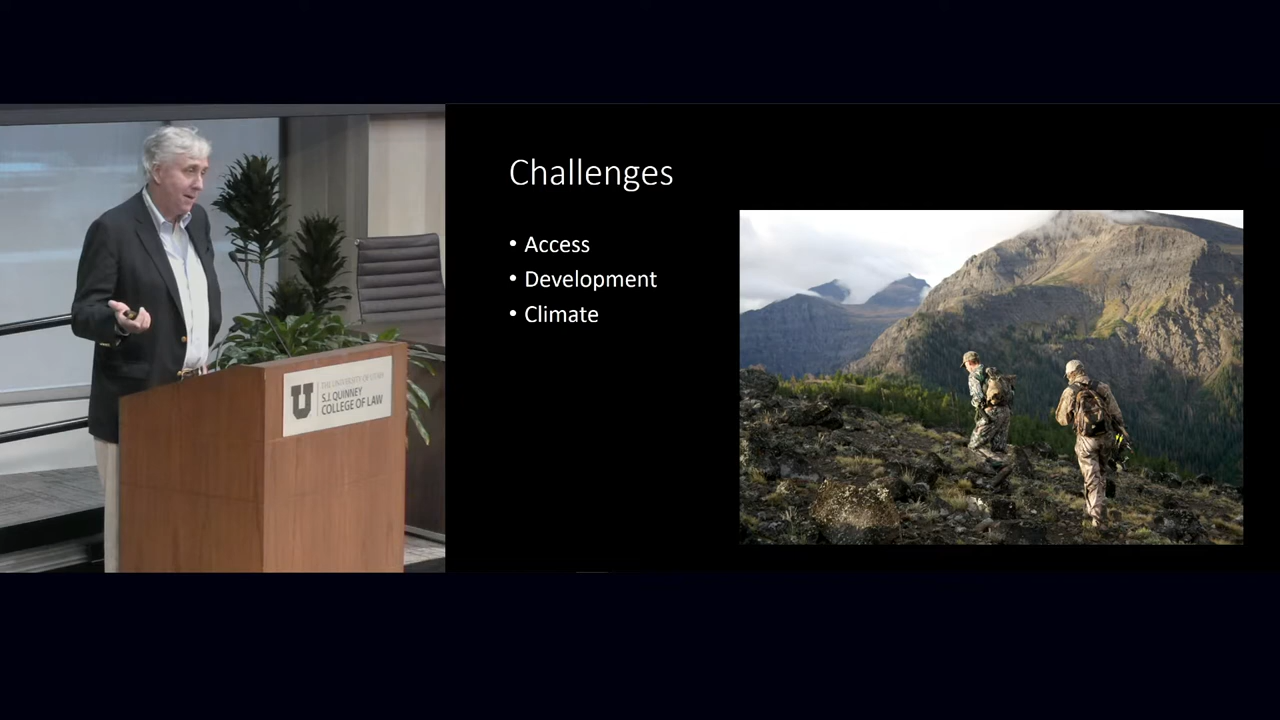 THE UNIVERSITY OF UTAH
S.J. QUINNEY
COLLEGE OF LAW
Challenges
• Access
• Development
• Climate